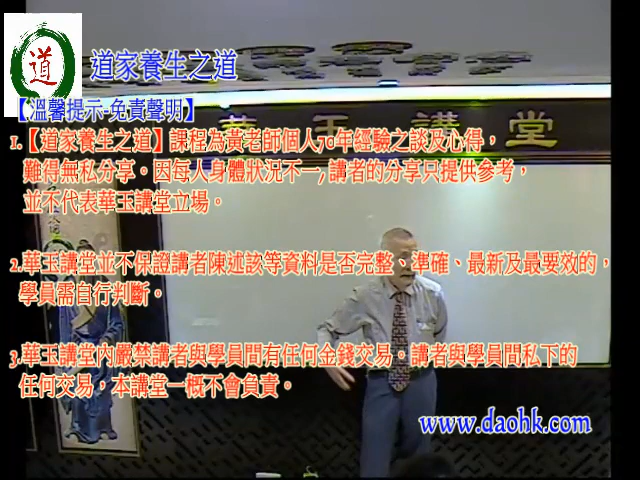 道
道家養生之道
【溫馨提示-免責聲明】
華玉講堂
1.【道家養生之道】課程為黃老師個人70年經驗之談及心得，
難得無私分享。因每人身體狀況不一, 講者的分享只提供參考，
並不代表華玉講堂立場。
2.華玉講堂並不保證講者陳述該等資料是否完整、準確、最新及最要效的，
學員需自行判斷。
3.華玉講堂內嚴禁講者與學員間有任何金錢交易。講者與學員間私下的
任何交易，本講堂一概不會負責。
www.daohk.com